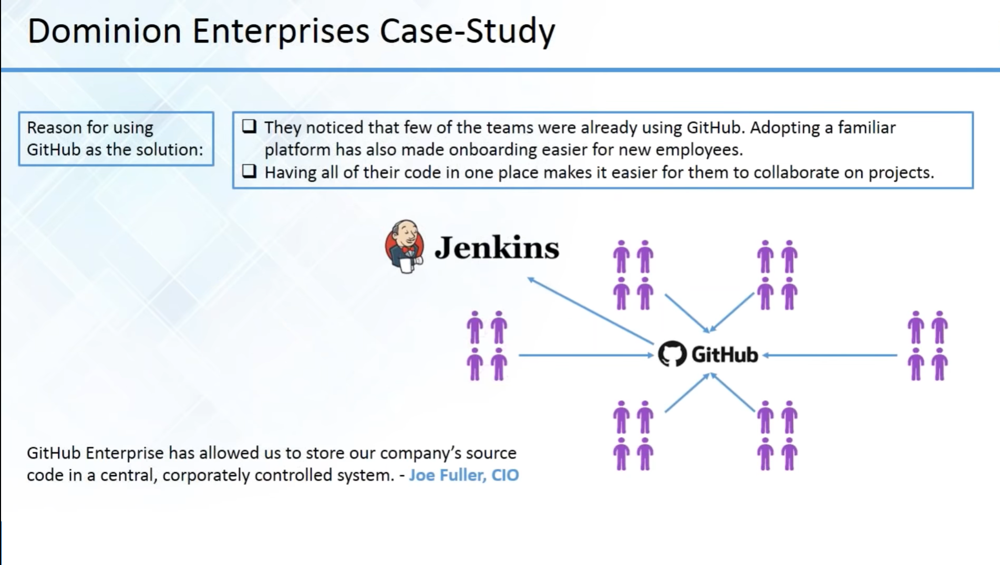 Dominion Enterprises Case-Study
Reason for using
GitHub as the solution:
They noticed that few of the teams were already using GitHub. Adopting a familiar
platform has also made onboarding easier for new employees.
Having all of their code in one place makes it easier for them to collaborate on projects.
Jenkins
GitHub
GitHub Enterprise has allowed us to store our company’s source
code in a central, corporately controlled system. - Joe Fuller, CIO